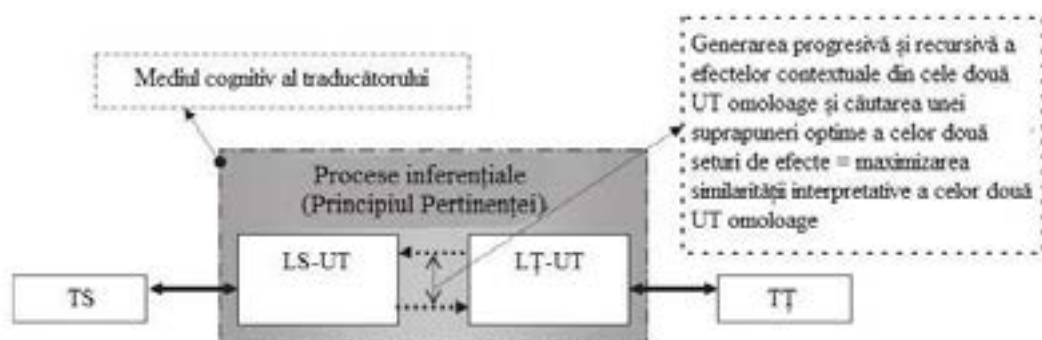 Mediul cognitiv al traducătorului
Generarea progresivă și recursivă a
efectelor contextuale din cele două
UT omoloage și căutarea unei
suprapuneri optime a celor două
seturi de efecte = maximizarea
similarității interpretative a celor două
UT omoloage
Procese inferențiale
(Principiul Pertinenței)
LS-UT
LȚ-UT
TS
TȚ